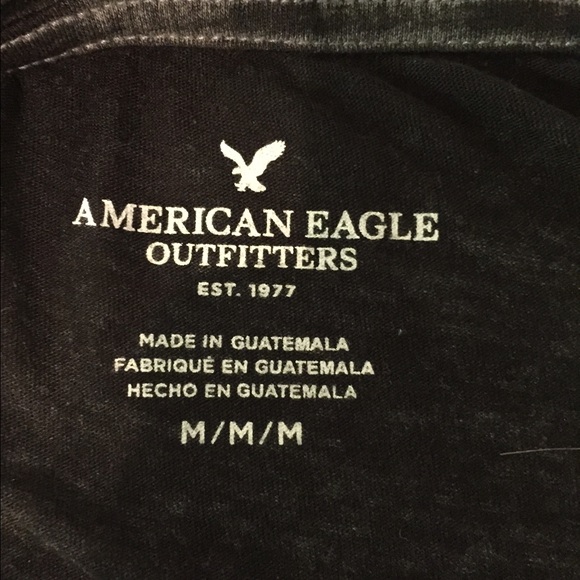 AMERICAN EAGLE
OUTFITTERS
EST. 1977
MADE IN GUATEMALA
FABRIQUÉ EN GUATEMALA
HECHO EN GUATEMALA
M/M/M